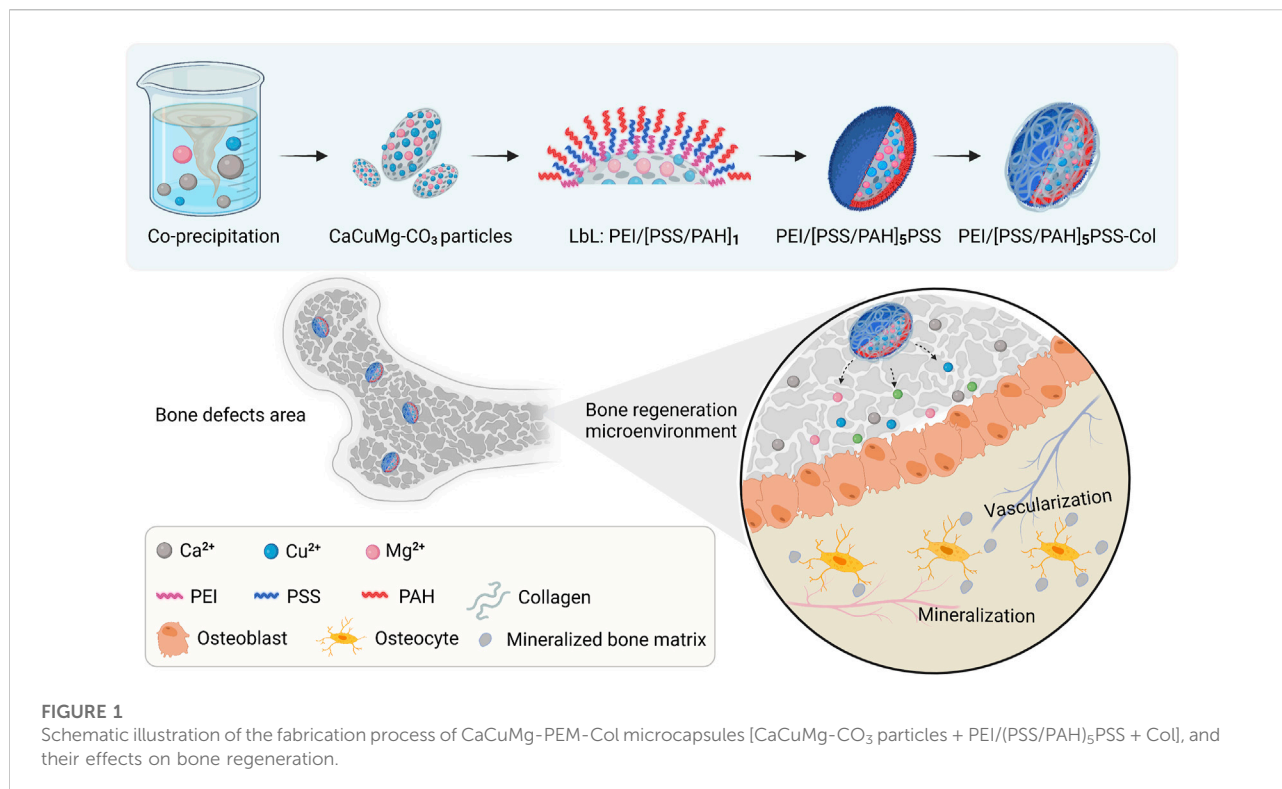 Co-precipitation
CaCuMg-CO₃ particles
LbL: PEI/[PSS/PAH]₁
PEI/[PSS/PAH]₅PSS
PEI/[PSS/PAH]₅PSS-Col
Bone defects area
Bone regeneration
microenvironment
Vascularization
Mineralization
Ca²⁺ Cu²⁺ Mg²⁺
PEI PSS PAH Collagen
Osteoblast Osteocyte Mineralized bone matrix
FIGURE 1
Schematic illustration of the fabrication process of CaCuMg-PEM-Col microcapsules [CaCuMg-CO₃ particles + PEI/(PSS/PAH)₅PSS + Col], and
their effects on bone regeneration.